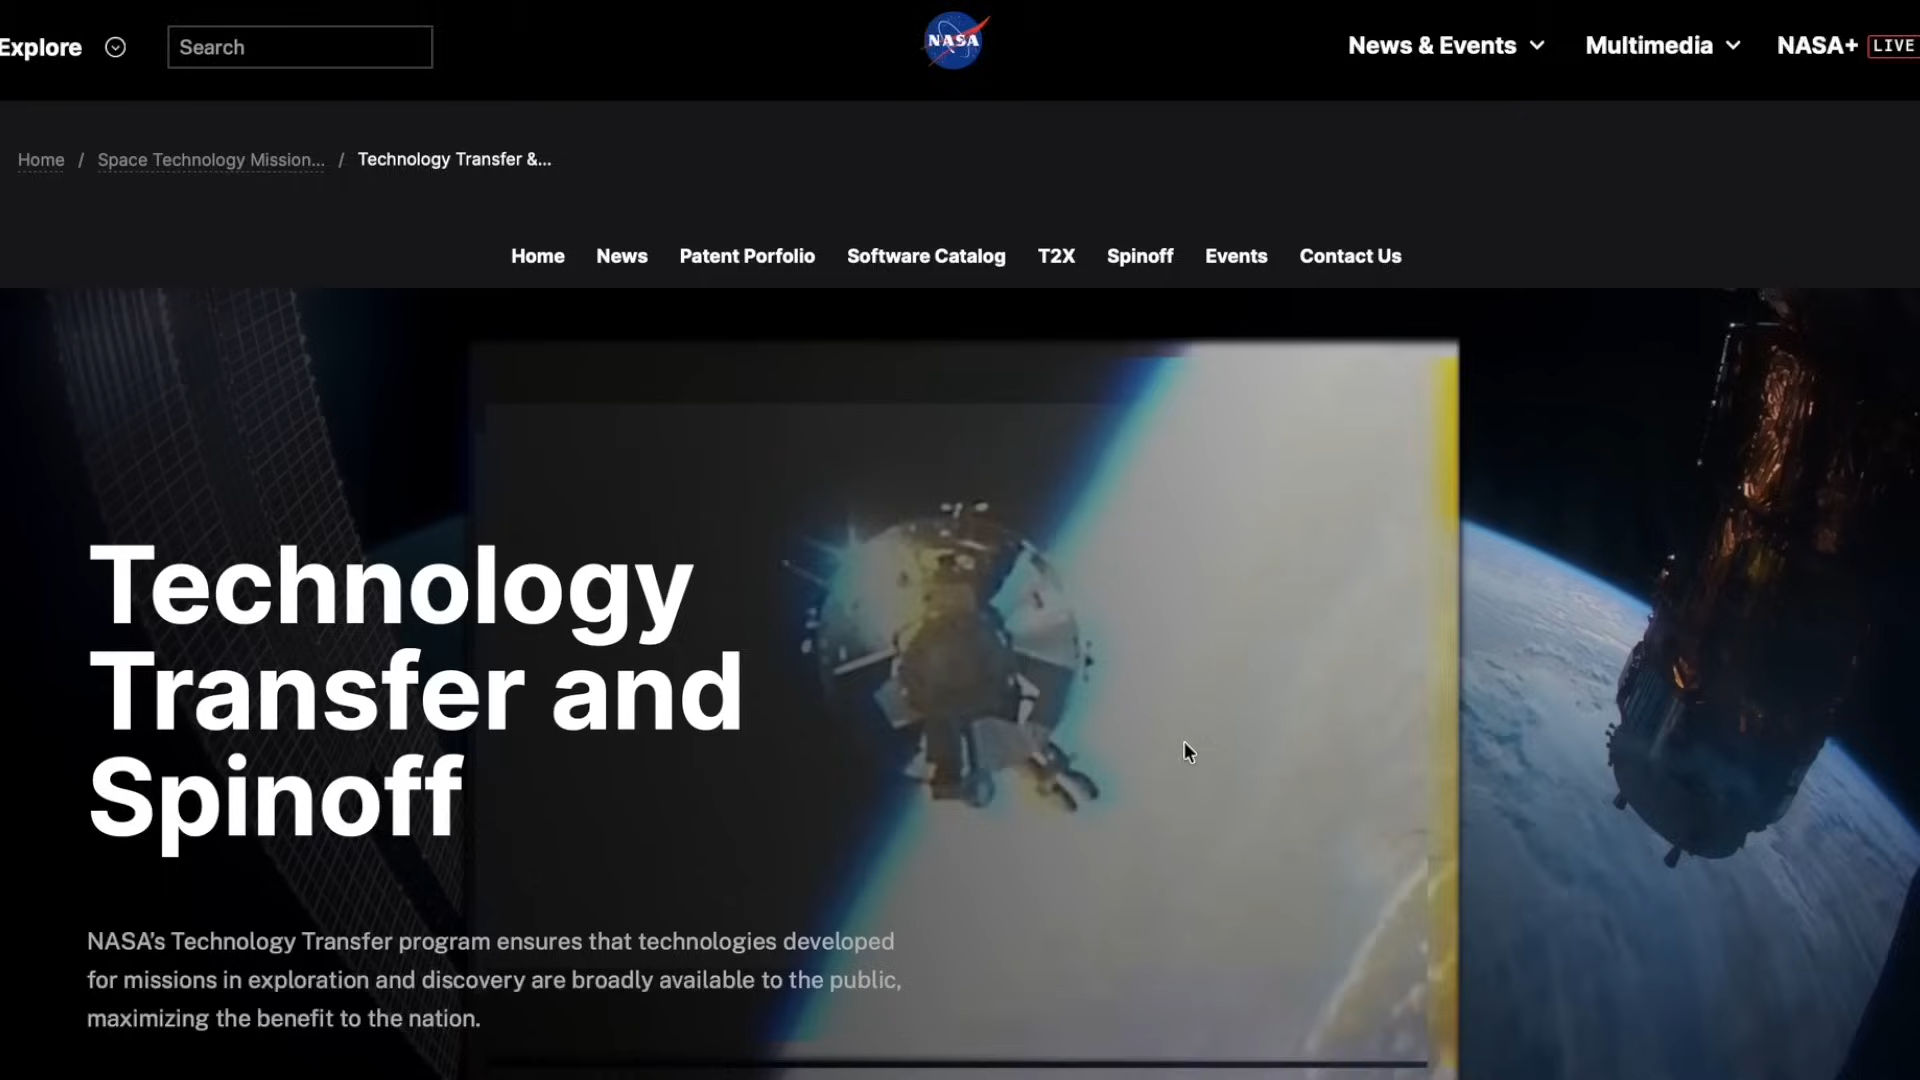 Explore
Search
NASA
News & Events
Multimedia
NASA+ LIVE
Home / Space Technology Mission... / Technology Transfer &...
Home News Patent Porfolio Software Catalog T2X Spinoff Events Contact Us
Technology
Transfer and
Spinoff
NASA’s Technology Transfer program ensures that technologies developed
for missions in exploration and discovery are broadly available to the public,
maximizing the benefit to the nation.